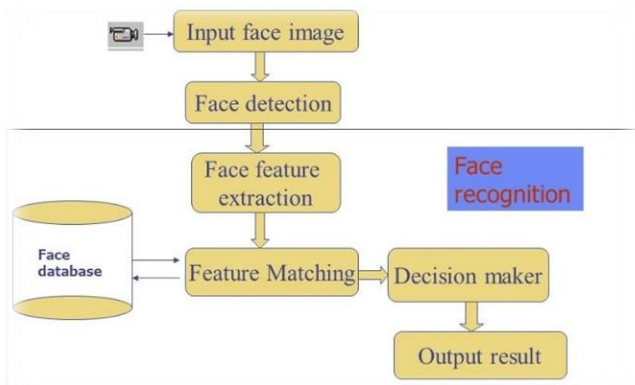 Input face image
Face detection
Face feature
extraction
Face
recognition
Face
database
Feature Matching
Decision maker
Output result